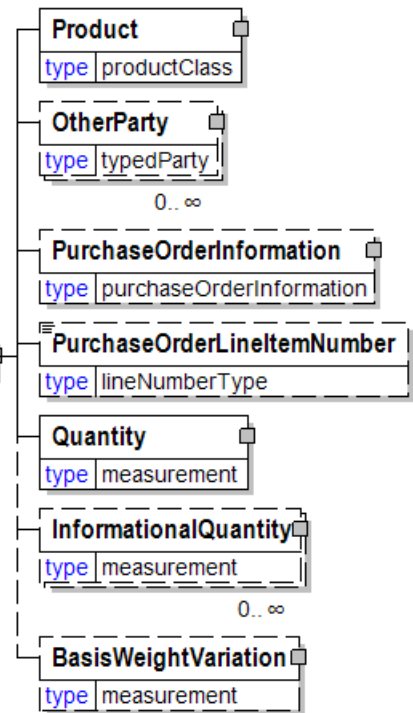 Product
type productClass
OtherParty
type typedParty
0.. ∞
PurchaseOrderInformation
type purchaseOrderInformation
PurchaseOrderLineItemNumber
type lineNumberType
Quantity
type measurement
InformationalQuantity
type measurement
0.. ∞
BasisWeightVariation
type measurement